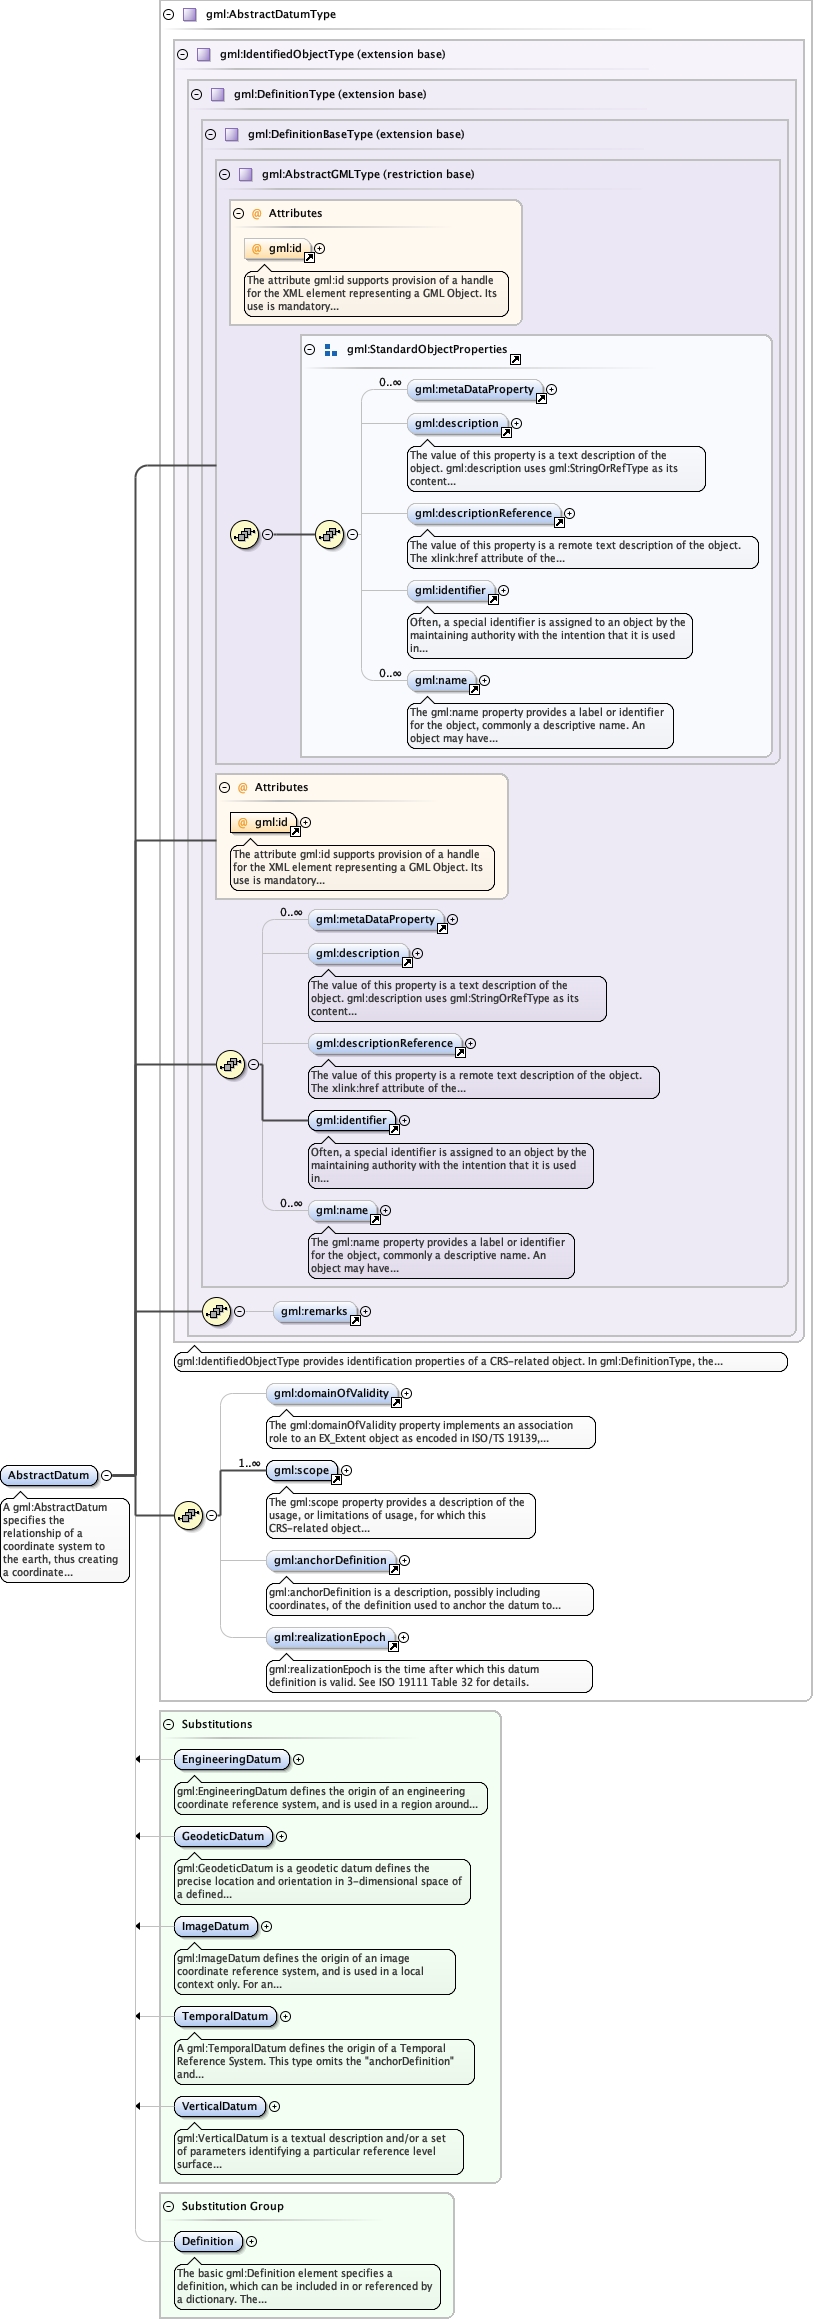 gml:AbstractDatumType
gml:IdentifiedObjectType (extension base)
gml:DefinitionType (extension base)
gml:DefinitionBaseType (extension base)
gml:AbstractGMLType (restriction base)
@ Attributes
@ gml:id
The attribute gml:id supports provision of a handle
for the XML element representing a GML Object. Its
use is mandatory...
gml:StandardObjectProperties
0..∞
gml:metaDataProperty
gml:description
The value of this property is a text description of the
object. gml:description uses gml:StringOrRefType as its
content...
gml:descriptionReference
The value of this property is a remote text description of the object.
The xlink:href attribute of the...
gml:identifier
Often, a special identifier is assigned to an object by the
maintaining authority with the intention that it is used
in...
0..∞
gml:name
The gml:name property provides a label or identifier
for the object, commonly a descriptive name. An
object may have...
@ Attributes
@ gml:id
The attribute gml:id supports provision of a handle
for the XML element representing a GML Object. Its
use is mandatory...
0..∞
gml:metaDataProperty
gml:description
The value of this property is a text description of the
object. gml:description uses gml:StringOrRefType as its
content...
gml:descriptionReference
The value of this property is a remote text description of the object.
The xlink:href attribute of the...
gml:identifier
Often, a special identifier is assigned to an object by the
maintaining authority with the intention that it is used
in...
0..∞
gml:name
The gml:name property provides a label or identifier
for the object, commonly a descriptive name. An
object may have...
gml:remarks
gml:IdentifiedObjectType provides identification properties of a CRS-related object. In gml:DefinitionType, the...
gml:domainOfValidity
The gml:domainOfValidity property implements an association
role to an EX_Extent object as encoded in ISO/TS 19139,...
1..∞
gml:scope
The gml:scope property provides a description of the
usage, or limitations of usage, for which this
CRS-related object...
gml:anchorDefinition
gml:anchorDefinition is a description, possibly including
coordinates, of the definition used to anchor the datum to...
gml:realizationEpoch
gml:realizationEpoch is the time after which this datum
definition is valid. See ISO 19111 Table 32 for details.
AbstractDatum
A gml:AbstractDatum
specifies the
relationship of a
coordinate system to
the earth, thus creating
a coordinate...
Substitutions
EngineeringDatum
gml:EngineeringDatum defines the origin of an engineering
coordinate reference system, and is used in a region around...
GeodeticDatum
gml:GeodeticDatum is a geodetic datum defines the
precise location and orientation in 3-dimensional space of
a defined...
ImageDatum
gml:ImageDatum defines the origin of an image
coordinate reference system, and is used in a local
context only. For an...
TemporalDatum
A gml:TemporalDatum defines the origin of a Temporal
Reference System. This type omits the "anchorDefinition"
and...
VerticalDatum
gml:VerticalDatum is a textual description and/or a set
of parameters identifying a particular reference level
surface...
Substitution Group
Definition
The basic gml:Definition element specifies a
definition, which can be included in or referenced by
a dictionary. The...